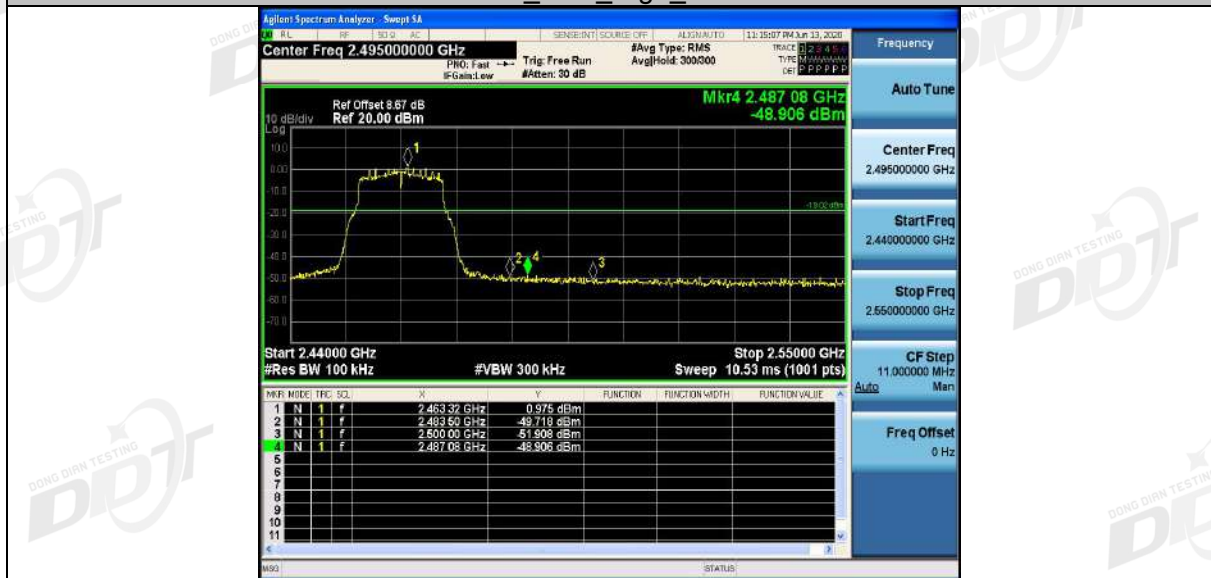 Agilent Spectrum Analyzer - Swept SA
RL RF 50 Ω AC SENSE:INT SOURCE OFF ALIGNAUTO 11:15:07 PM Jun 13, 2020
Center Freq 2.495000000 GHz
PNO: Fast
IFGain:Low
Trig: Free Run
#Atten: 30 dB
#Avg Type: RMS
Avg|Hold: 300/300
TRACE 1 2 3 4 5 6
TYPE M
DET P P P P P P
Frequency
Auto Tune
Center Freq
2.495000000 GHz
Start Freq
2.440000000 GHz
Stop Freq
2.550000000 GHz
CF Step
11.000000 MHz
Auto Man
Freq Offset
0 Hz
Mkr4 2.487 08 GHz
-48.906 dBm
Ref Offset 8.67 dB
10 dB/div Ref 20.00 dBm
Log
10.0
0.00
-10.0
-20.0
-30.0
-40.0
-50.0
-60.0
-70.0
1
2
4
3
-19.02 dBm
Start 2.44000 GHz Stop 2.55000 GHz
#Res BW 100 kHz #VBW 300 kHz Sweep 10.53 ms (1001 pts)
MKR MODE TRC SCL X Y FUNCTION FUNCTION WIDTH FUNCTION VALUE
1 N 1 f 2.463 32 GHz 0.975 dBm
2 N 1 f 2.483 50 GHz -49.718 dBm
3 N 1 f 2.500 00 GHz -51.908 dBm
4 N 1 f 2.487 08 GHz -48.906 dBm
5
6
7
8
9
10
11
MSG STATUS
DONG DIAN TESTING
DDT